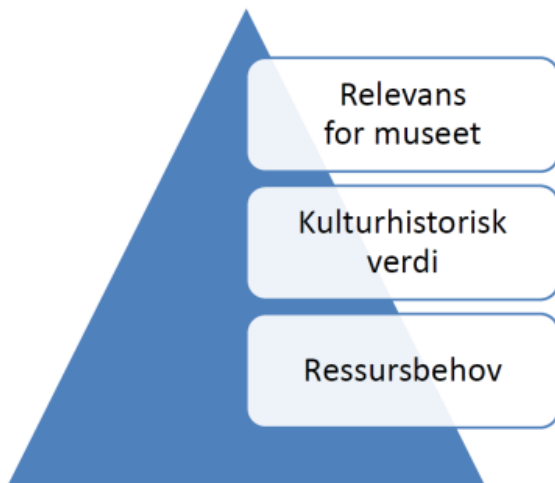 Relevans
for museet
Kulturhistorisk
verdi
Ressursbehov